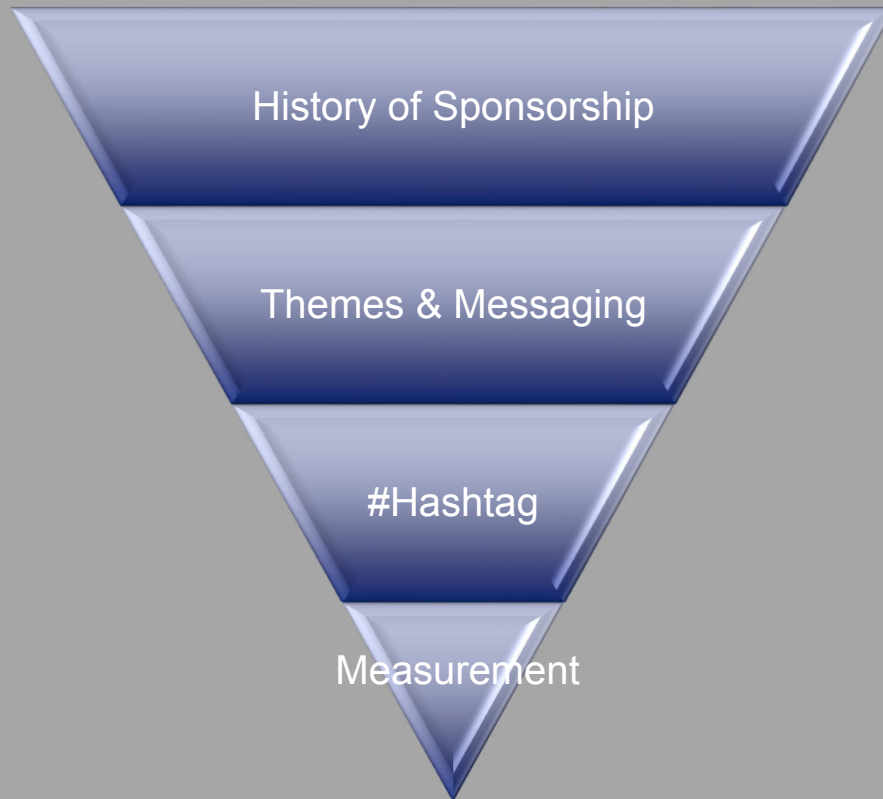 History of Sponsorship
Themes & Messaging
#Hashtag
Measurement